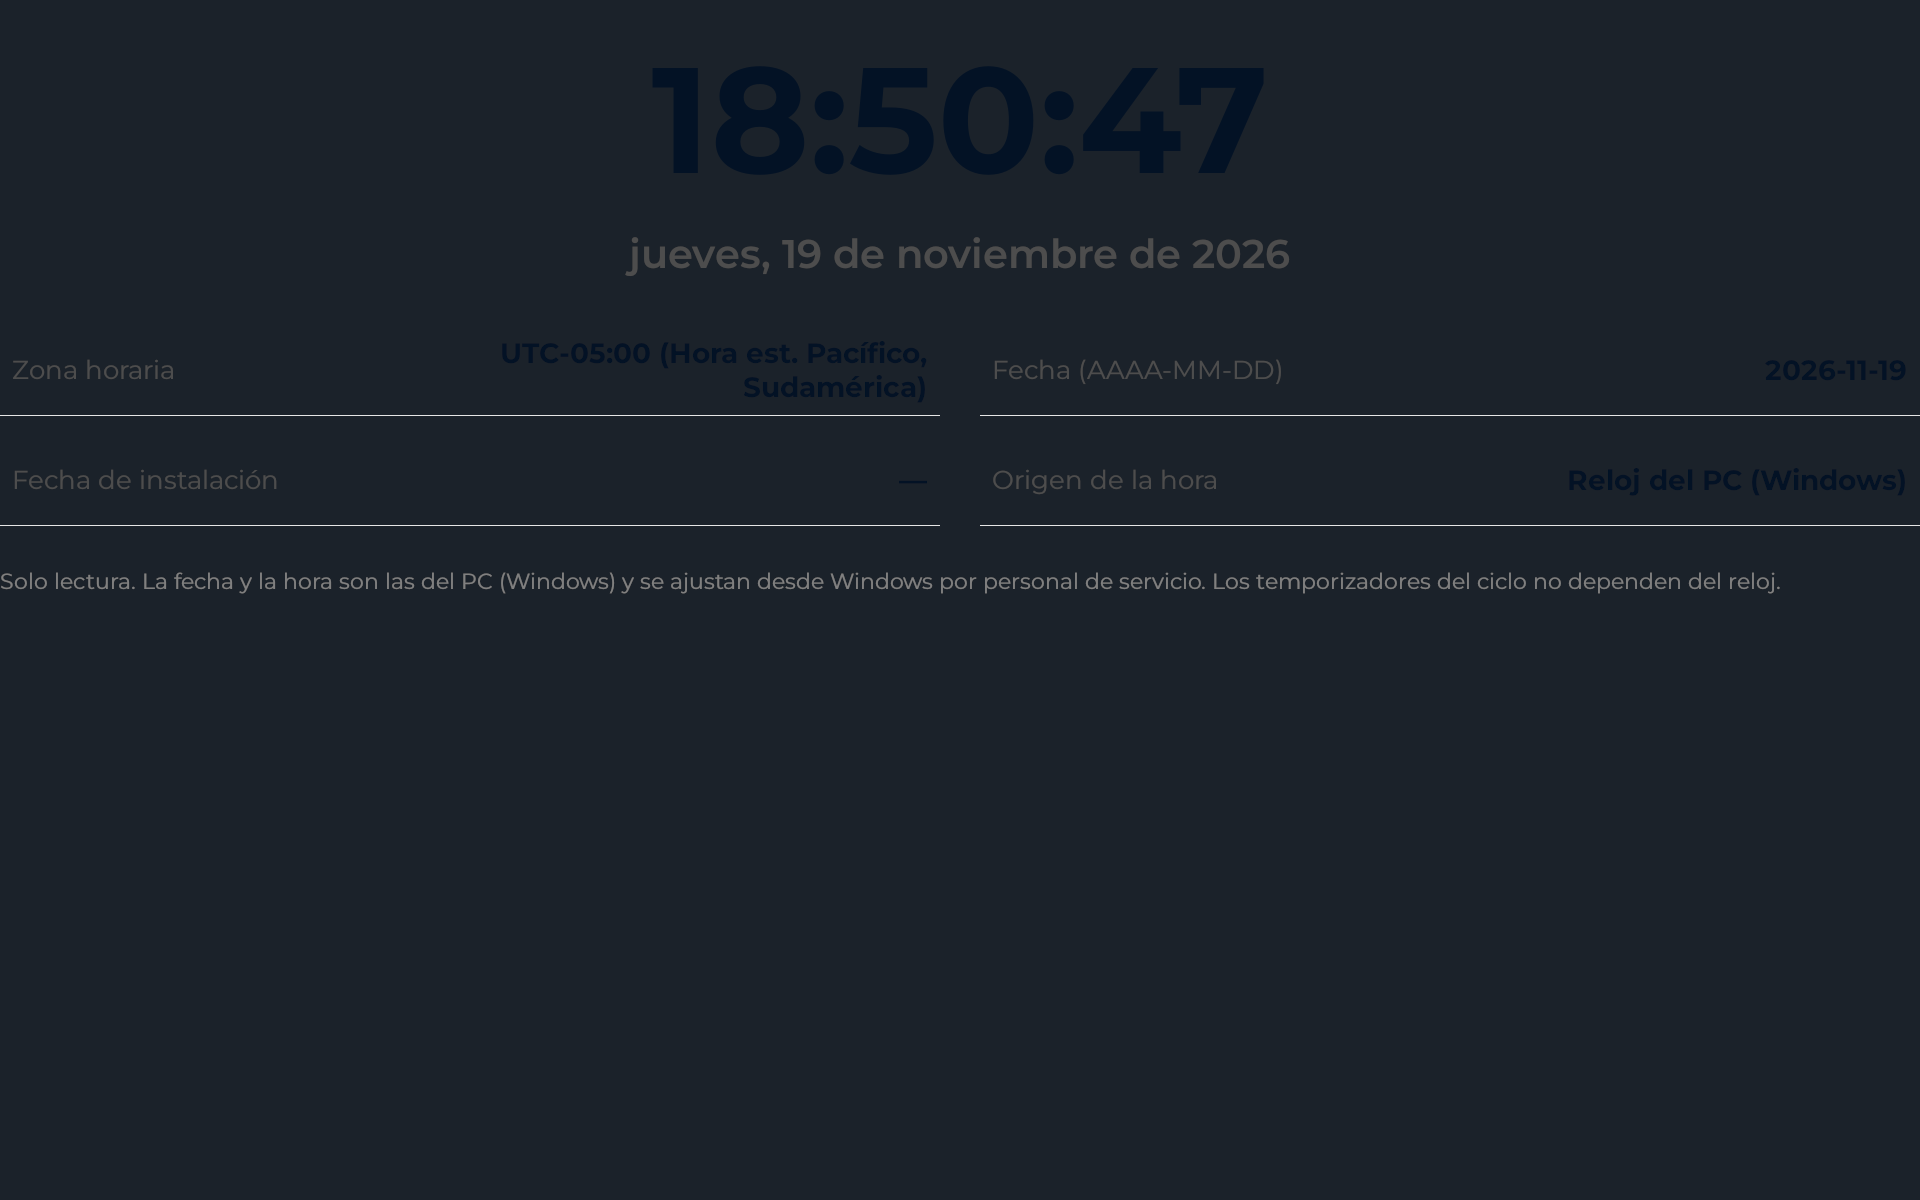 18:50:47
jueves, 19 de noviembre de 2026
Zona horaria
UTC-05:00 (Hora est. Pacífico,
Sudamérica)
Fecha (AAAA-MM-DD)
2026-11-19
Fecha de instalación
—
Origen de la hora
Reloj del PC (Windows)
Solo lectura. La fecha y la hora son las del PC (Windows) y se ajustan desde Windows por personal de servicio. Los temporizadores del ciclo no dependen del reloj.